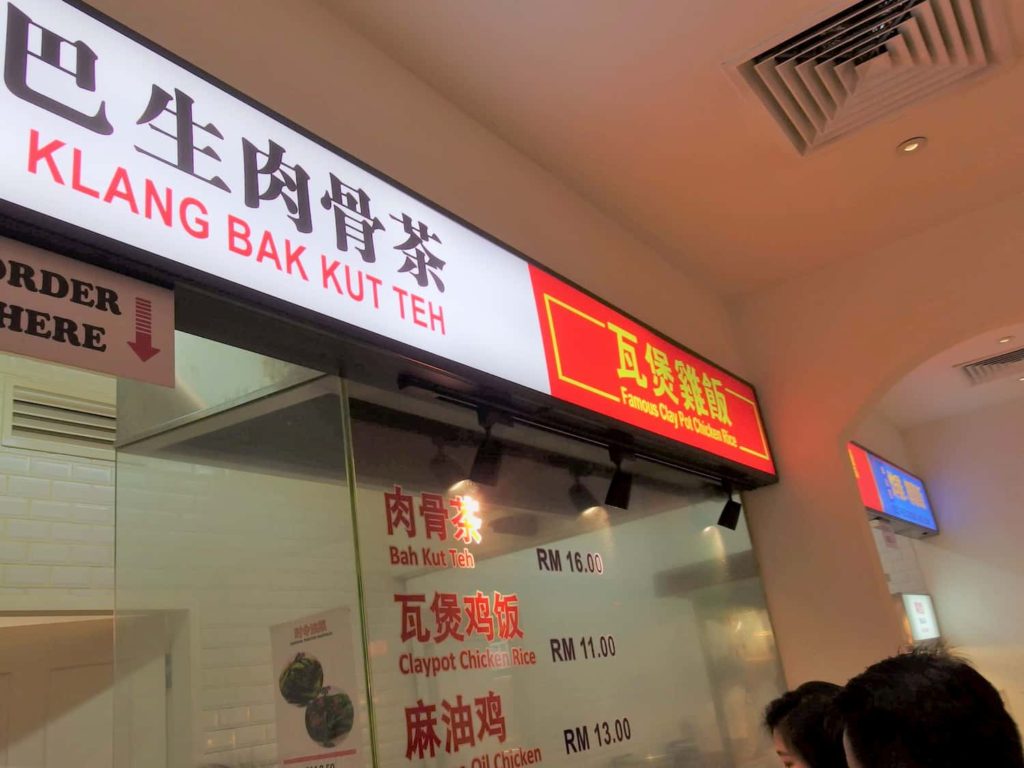 巴生肉骨茶
KLANG BAK KUT TEH
瓦煲雞飯
Famous Clay Pot Chicken Rice
ORDER
HERE
肉骨茶
Bah Kut Teh
RM 16.00
瓦煲鸡饭
Claypot Chicken Rice
RM 11.00
麻油鸡
Oil Chicken
RM 13.00